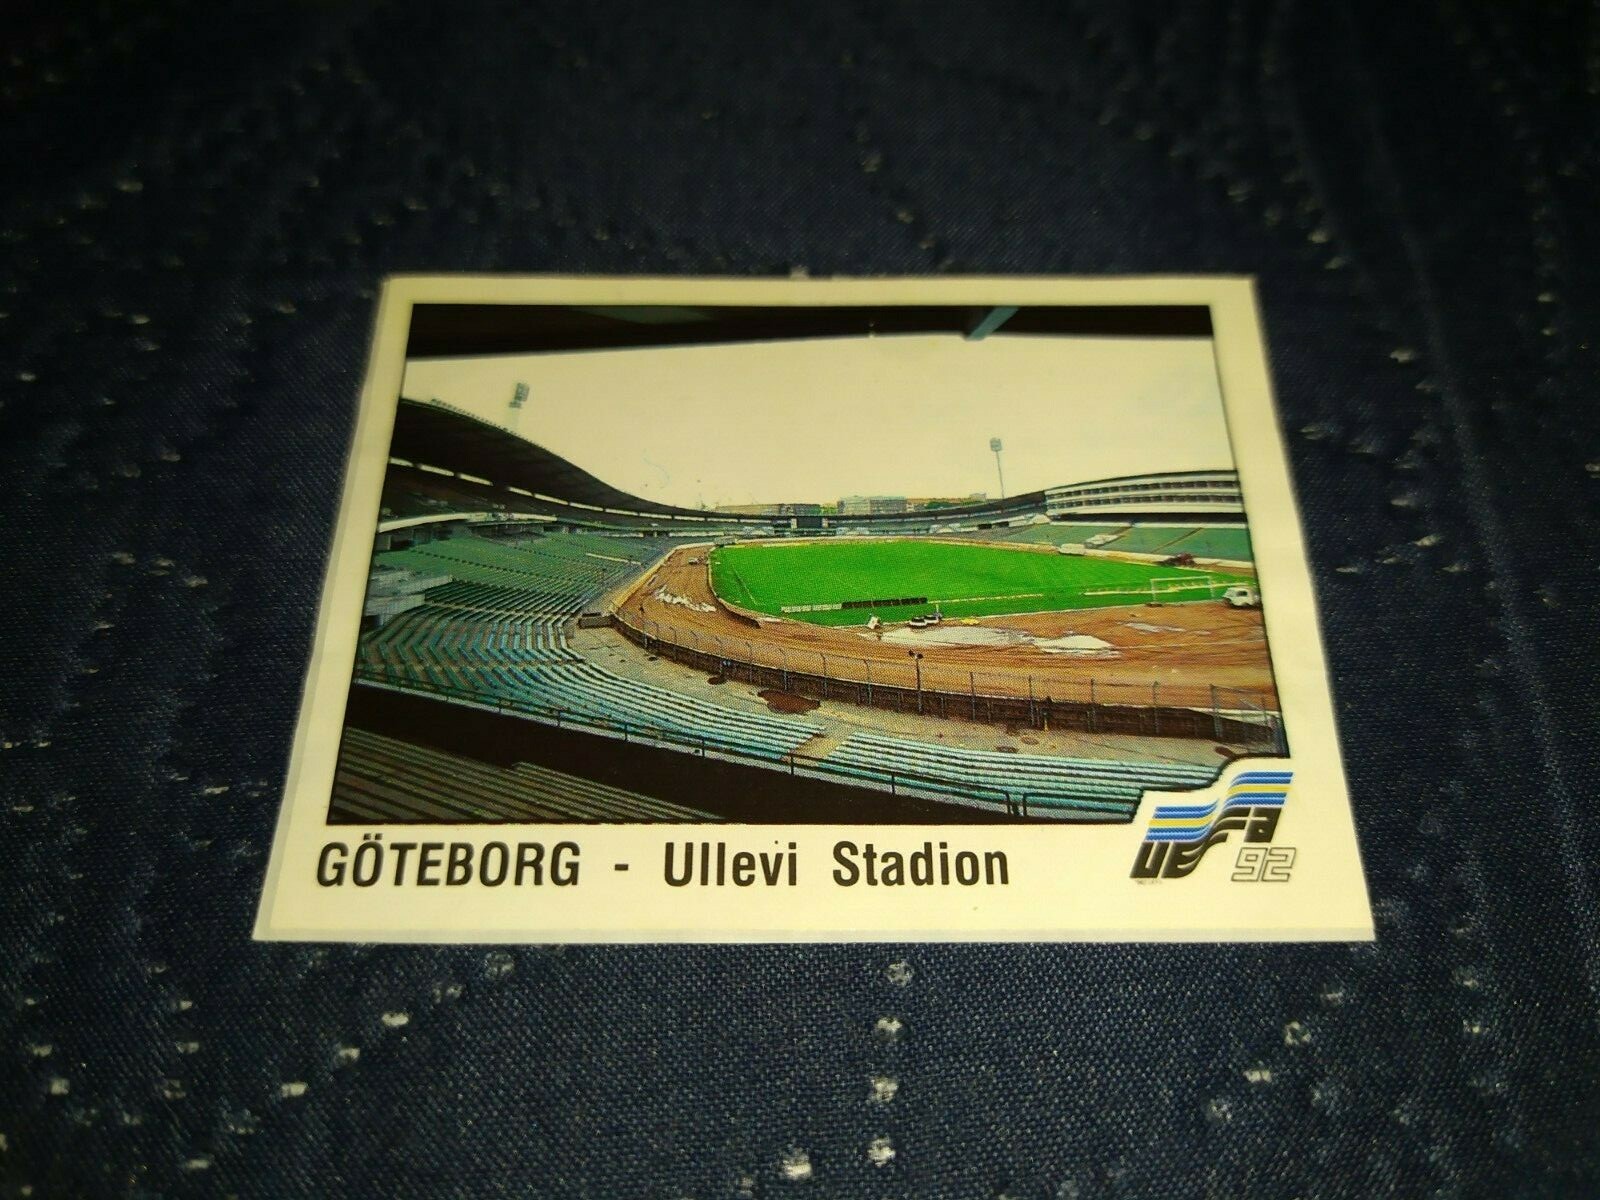 GÖTEBORG - Ullevi Stadion
UEFA
92